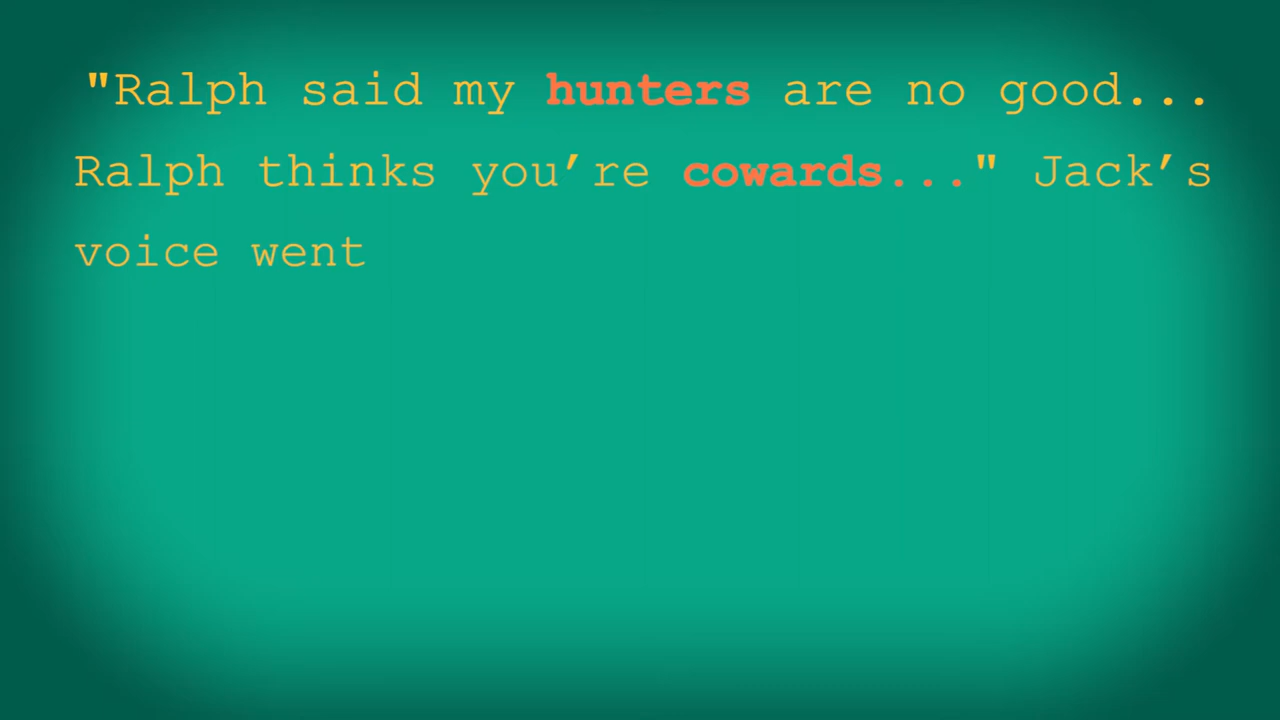 "Ralph said my hunters are no good...
Ralph thinks you’re cowards..." Jack’s
voice went